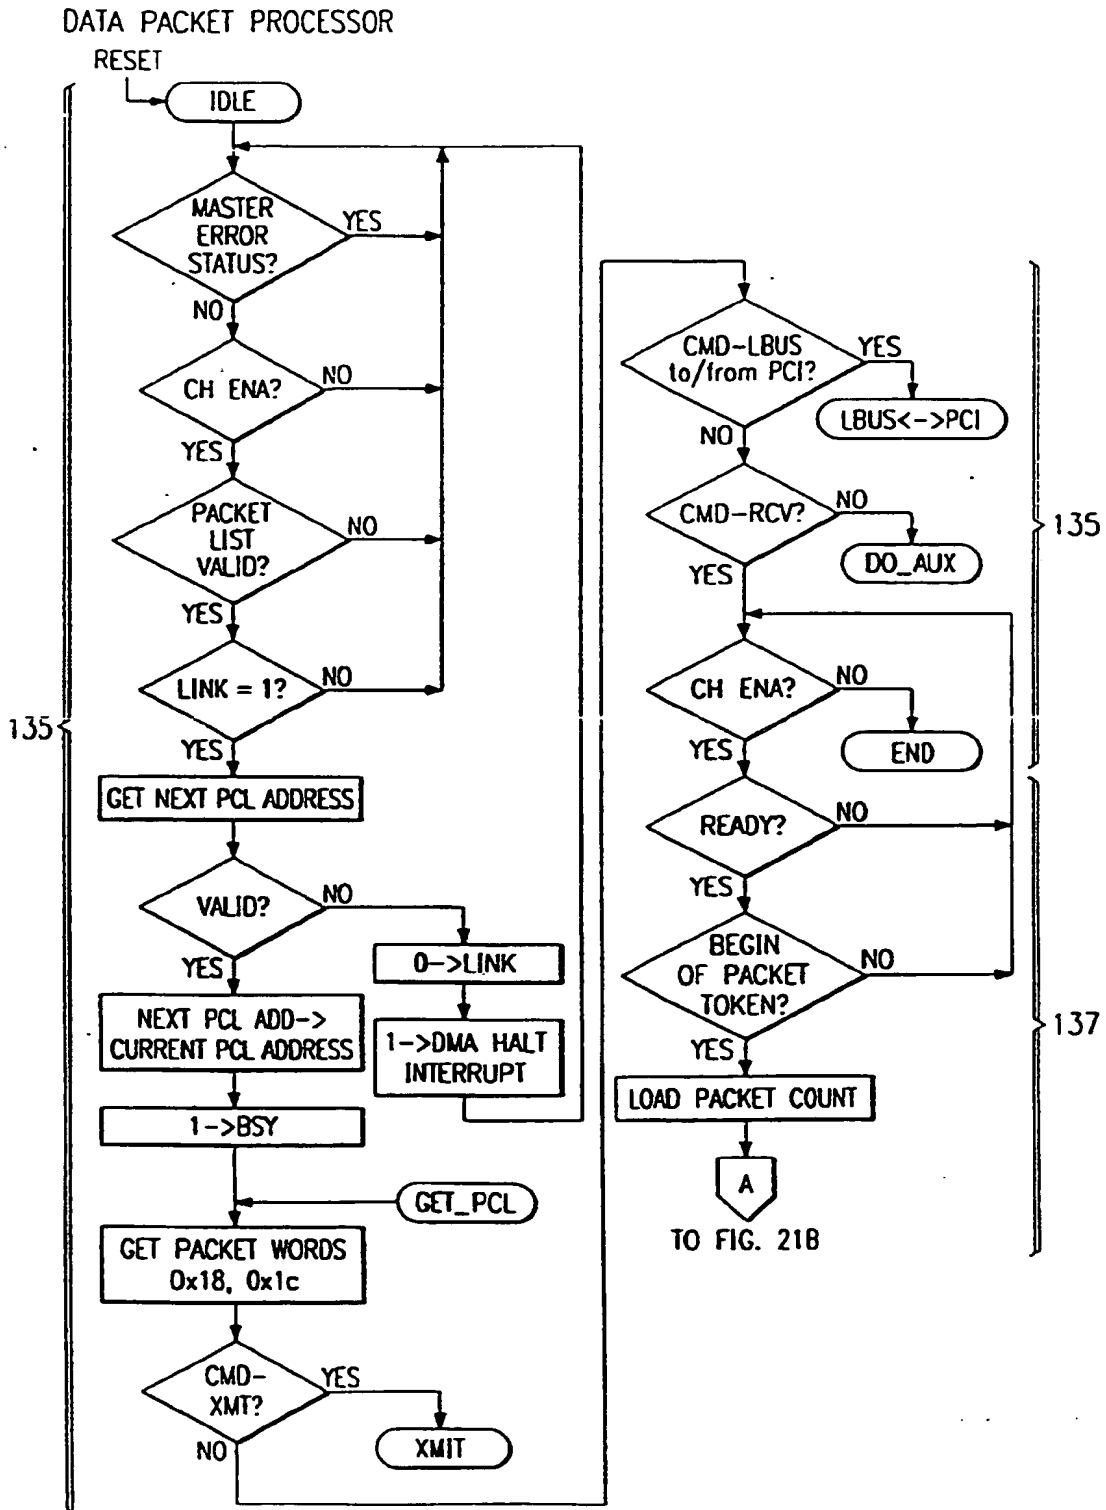 DATA PACKET PROCESSOR
RESET
IDLE
MASTER
ERROR
STATUS?
YES
NO
CH ENA?
NO
YES
PACKET
LIST
VALID?
NO
YES
LINK = 1?
NO
YES
135
GET NEXT PCL ADDRESS
VALID?
NO
YES
0->LINK
NEXT PCL ADD->
CURRENT PCL ADDRESS
1->DMA HALT
INTERRUPT
1->BSY
GET_PCL
GET PACKET WORDS
0x18, 0x1c
CMD-
XMT?
YES
XMIT
NO
CMD-LBUS
to/from PCI?
YES
LBUS<->PCI
NO
CMD-RCV?
NO
DO_AUX
YES
135
CH ENA?
NO
END
YES
READY?
NO
YES
BEGIN
OF PACKET
TOKEN?
NO
YES
137
LOAD PACKET COUNT
A
TO FIG. 21B